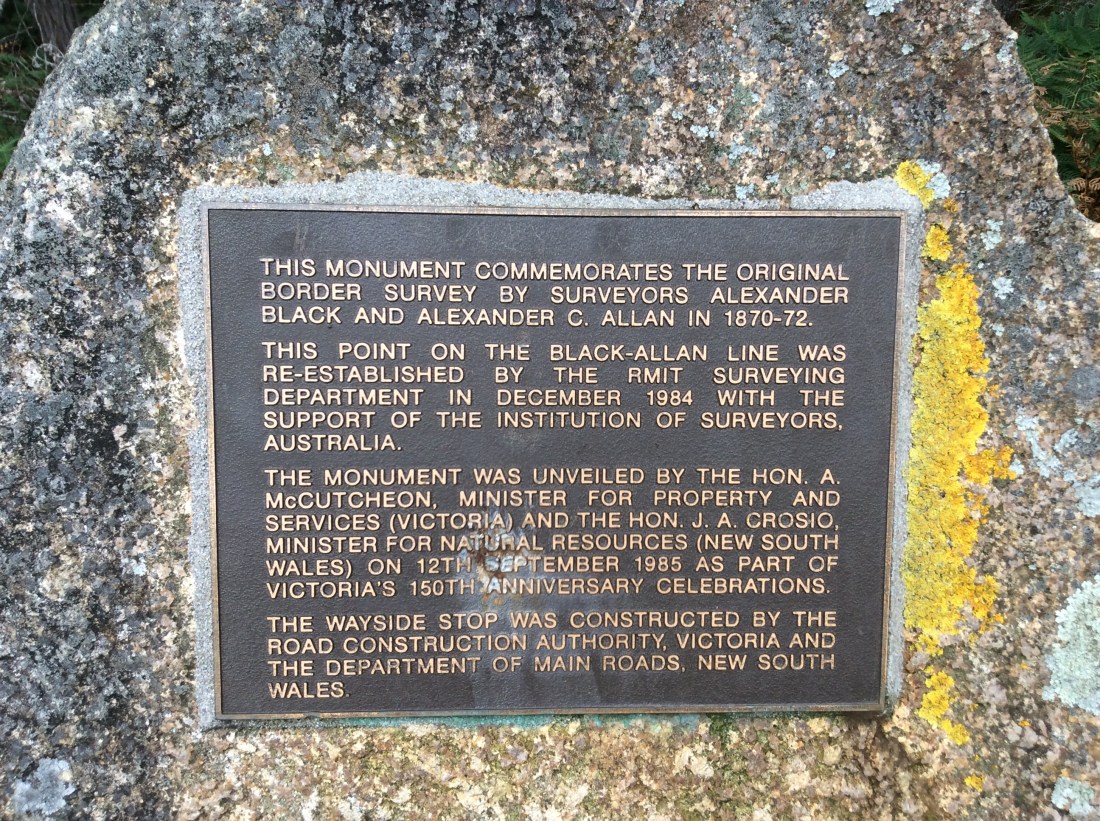 THIS MONUMENT COMMEMORATES THE ORIGINAL
BORDER SURVEY BY SURVEYORS ALEXANDER
BLACK AND ALEXANDER C. ALLAN IN 1870-72.
THIS POINT ON THE BLACK-ALLAN LINE WAS
RE-ESTABLISHED BY THE RMIT SURVEYING
DEPARTMENT IN DECEMBER 1984 WITH THE
SUPPORT OF THE INSTITUTION OF SURVEYORS,
AUSTRALIA.
THE MONUMENT WAS UNVEILED BY THE HON. A.
McCUTCHEON, MINISTER FOR PROPERTY AND
SERVICES (VICTORIA) AND THE HON. J. A. CROSIO,
MINISTER FOR NATURAL RESOURCES (NEW SOUTH
WALES) ON 12TH SEPTEMBER 1985 AS PART OF
VICTORIA'S 150TH ANNIVERSARY CELEBRATIONS.
THE WAYSIDE STOP WAS CONSTRUCTED BY THE
ROAD CONSTRUCTION AUTHORITY, VICTORIA AND
THE DEPARTMENT OF MAIN ROADS, NEW SOUTH
WALES.